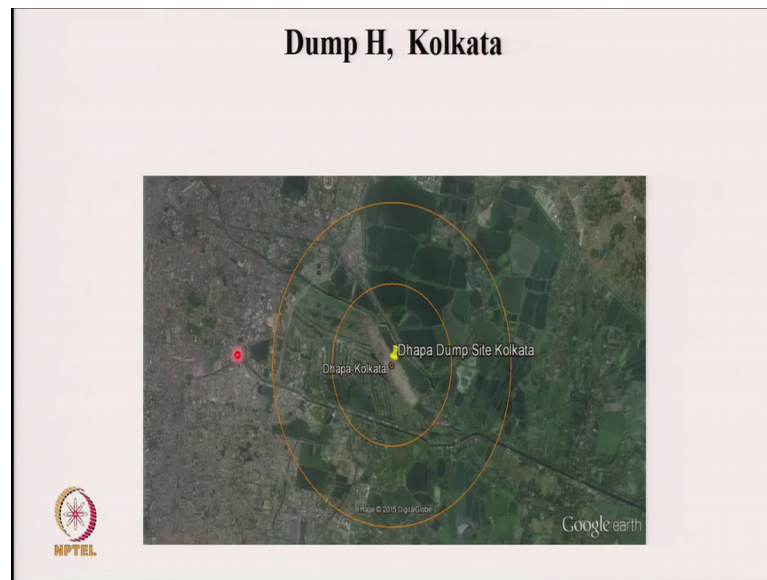 Dump H, Kolkata
Dhapa Dump Site Kolkata
Dhapa-Kolkata
Image © 2015 DigitalGlobe
Google earth
NPTEL